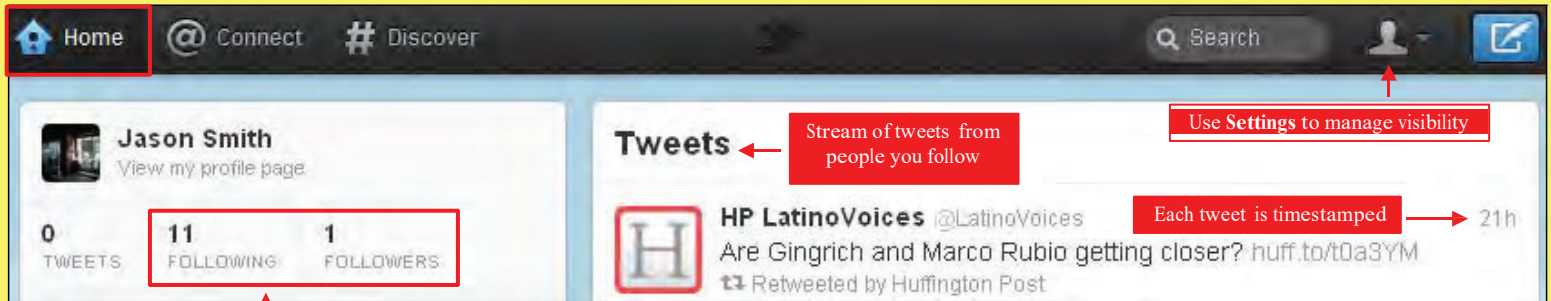 Home @ Connect # Discover Search
Use Settings to manage visibility
Jason Smith
View my profile page
0 11 1
TWEETS FOLLOWING FOLLOWERS
Tweets
Stream of tweets from
people you follow
HP LatinoVoices @LatinoVoices
Each tweet is timestamped
21h
H
Are Gingrich and Marco Rubio getting closer? huff.to/t0a3YM
Retweeted by Huffington Post